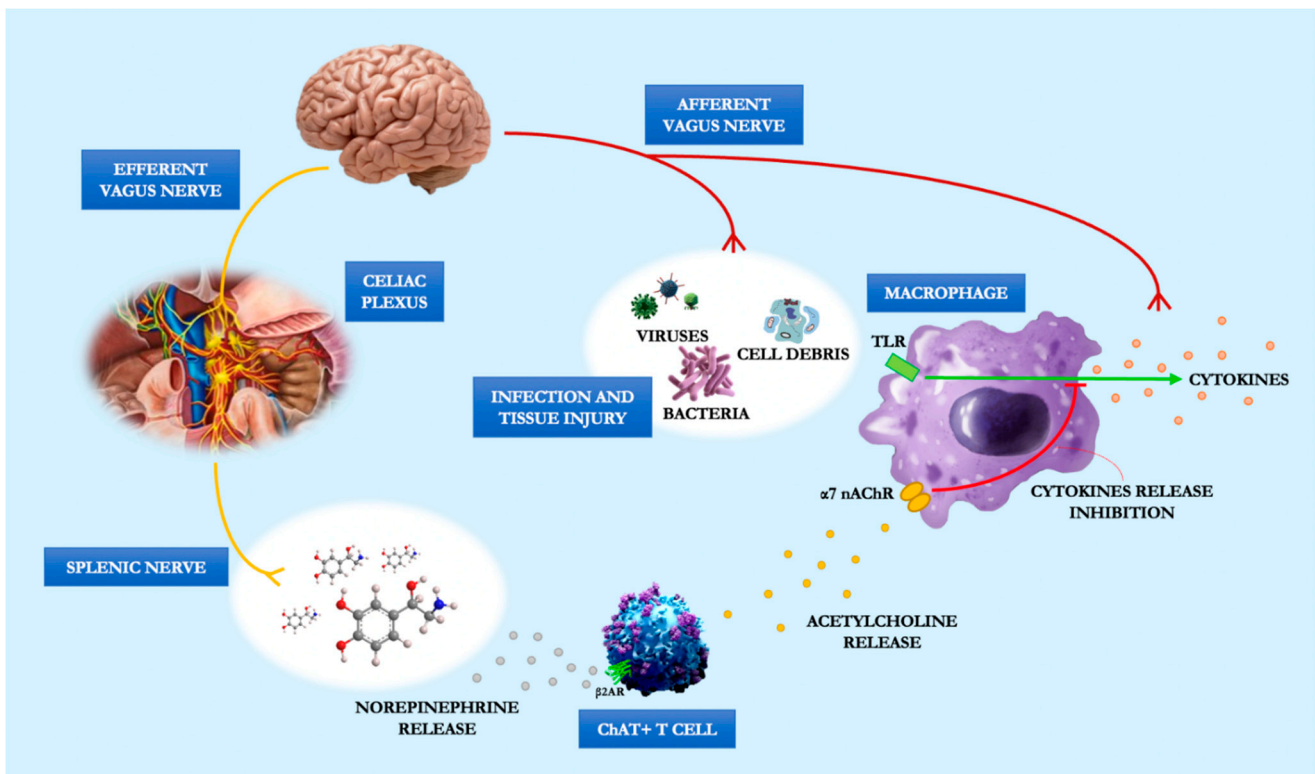 AFFERENT
VAGUS NERVE
EFFERENT
VAGUS NERVE
CELIAC
PLEXUS
MACROPHAGE
VIRUSES
CELL DEBRIS
TLR
CYTOKINES
INFECTION AND
TISSUE INJURY
BACTERIA
α7 nAChR
CYTOKINES RELEASE
INHIBITION
SPLENIC NERVE
ACETYLCHOLINE
RELEASE
β2AR
NOREPINEPHRINE
RELEASE
ChAT+ T CELL